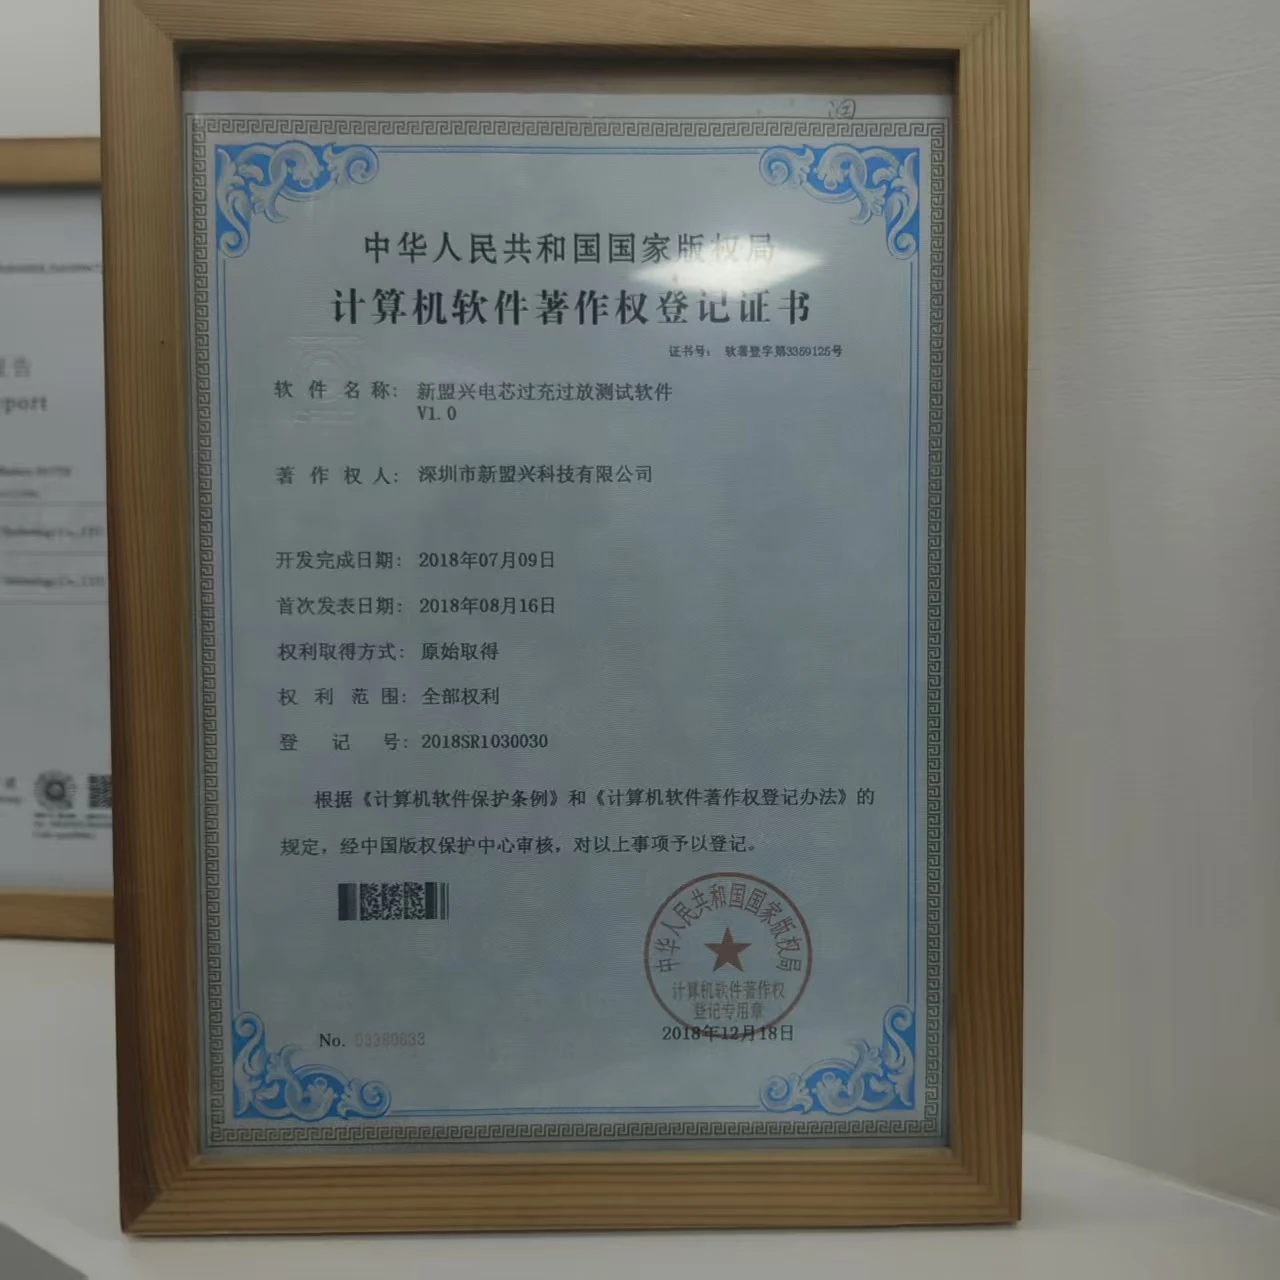 报告
port
润
中华人民共和国国家版权局
计算机软件著作权登记证书
证书号： 软著登字第3359125号
软件名称： 新盟兴电芯过充过放测试软件
V1.0
著作权人： 深圳市新盟兴科技有限公司
开发完成日期： 2018年07月09日
首次发表日期： 2018年08月16日
权利取得方式： 原始取得
权利范围： 全部权利
登记号： 2018SR1030030
根据《计算机软件保护条例》和《计算机软件著作权登记办法》的
规定，经中国版权保护中心审核，对以上事项予以登记。
中华人民共和国国家版权局
计算机软件著作权
登记专用章
2018年12月18日
No. 03380833